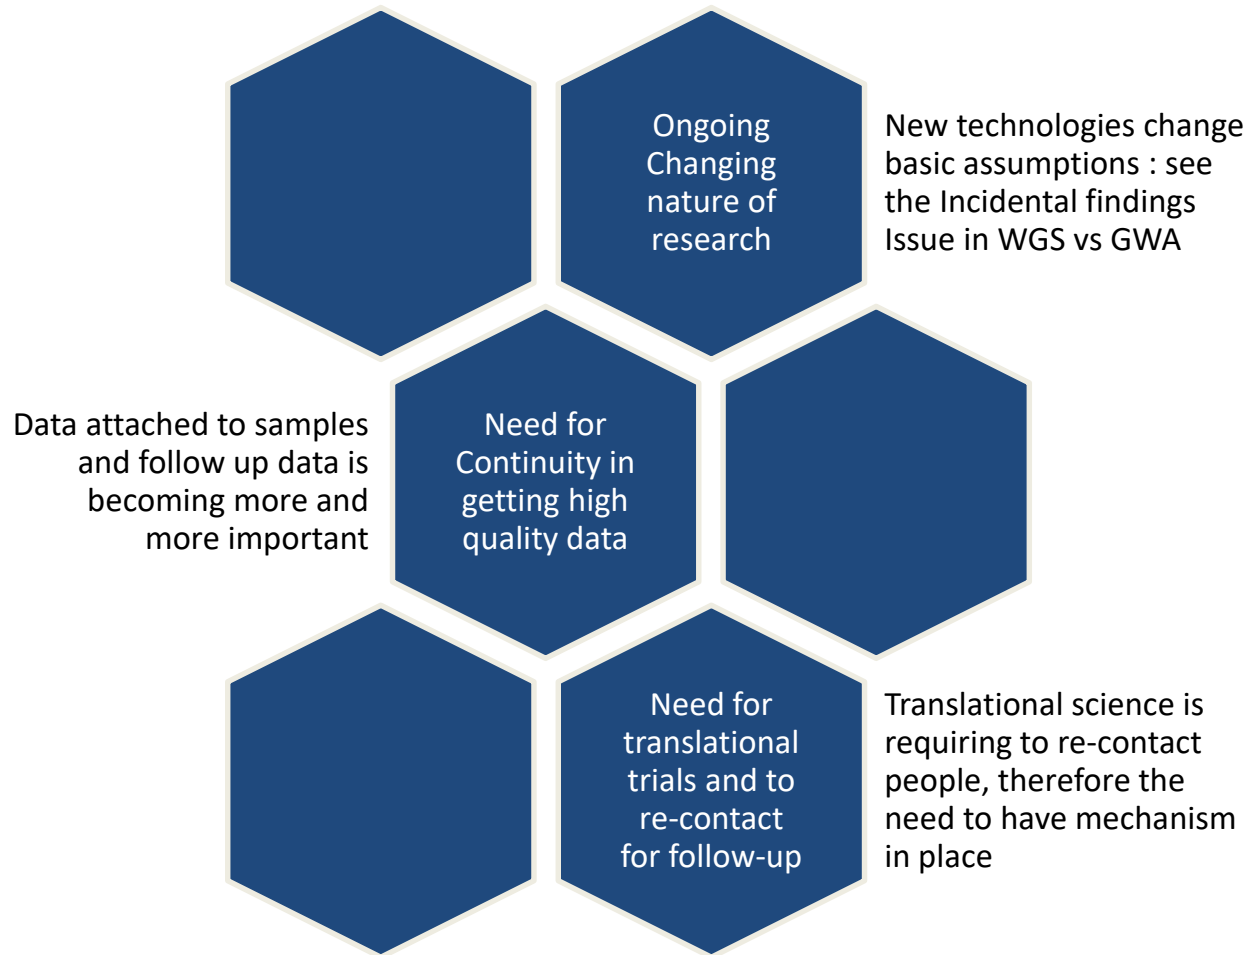 Ongoing
Changing
nature of
research
New technologies change
basic assumptions : see
the Incidental findings
Issue in WGS vs GWA
Data attached to samples
and follow up data is
becoming more and
more important
Need for
Continuity in
getting high
quality data
Need for
translational
trials and to
re-contact
for follow-up
Translational science is
requiring to re-contact
people, therefore the
need to have mechanism
in place